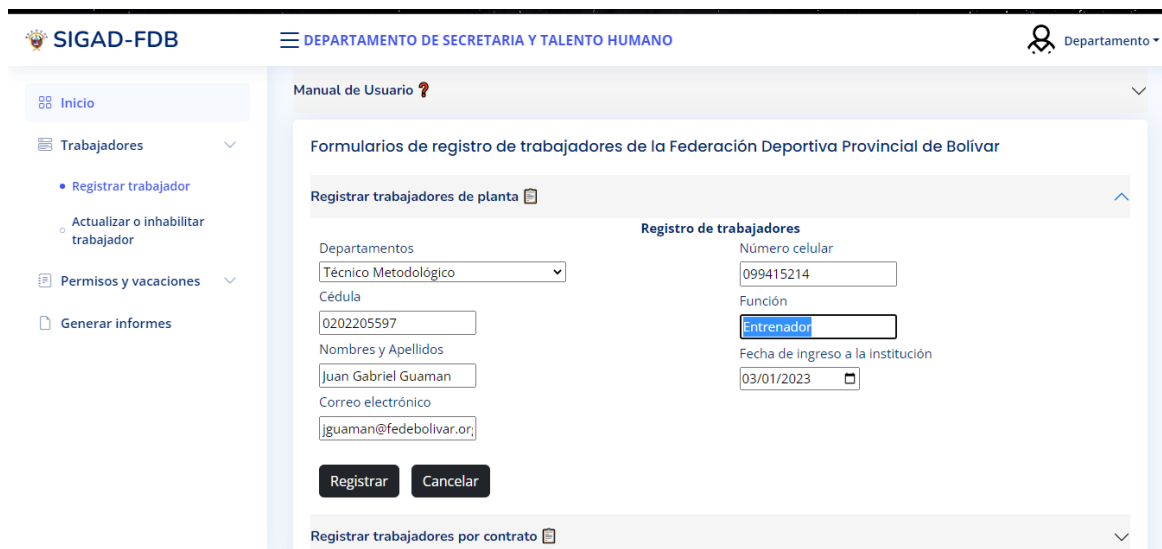 SIGAD-FDB
DEPARTAMENTO DE SECRETARIA Y TALENTO HUMANO
Departamento
Inicio
Trabajadores
Registrar trabajador
Actualizar o inhabilitar
trabajador
Permisos y vacaciones
Generar informes
Manual de Usuario ❓
Formularios de registro de trabajadores de la Federación Deportiva Provincial de Bolívar
Registrar trabajadores de planta
Registro de trabajadores
Departamentos
Técnico Metodológico
Cédula
0202205597
Nombres y Apellidos
Juan Gabriel Guaman
Correo electrónico
jguaman@fedebolivar.org
Número celular
099415214
Función
Entrenador
Fecha de ingreso a la institución
03/01/2023
Registrar
Cancelar
Registrar trabajadores por contrato